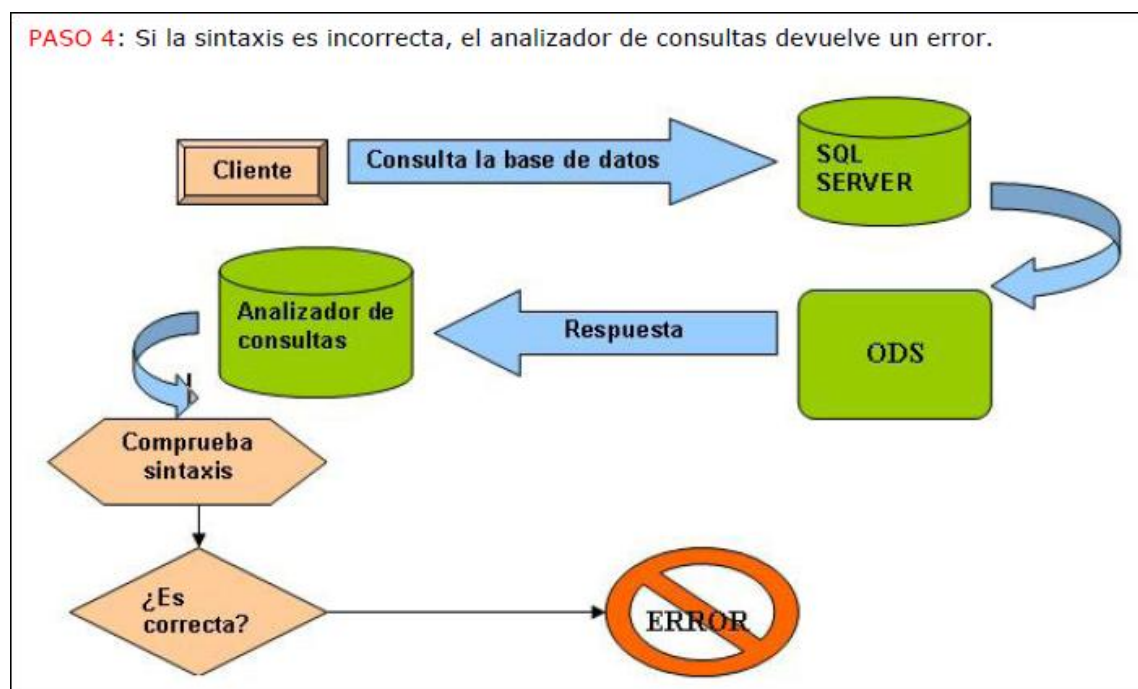 PASO 4: Si la sintaxis es incorrecta, el analizador de consultas devuelve un error.
Cliente
Consulta la base de datos
SQL
SERVER
Analizador de
consultas
Respuesta
ODS
Comprueba
sintaxis
¿Es
correcta?
ERROR